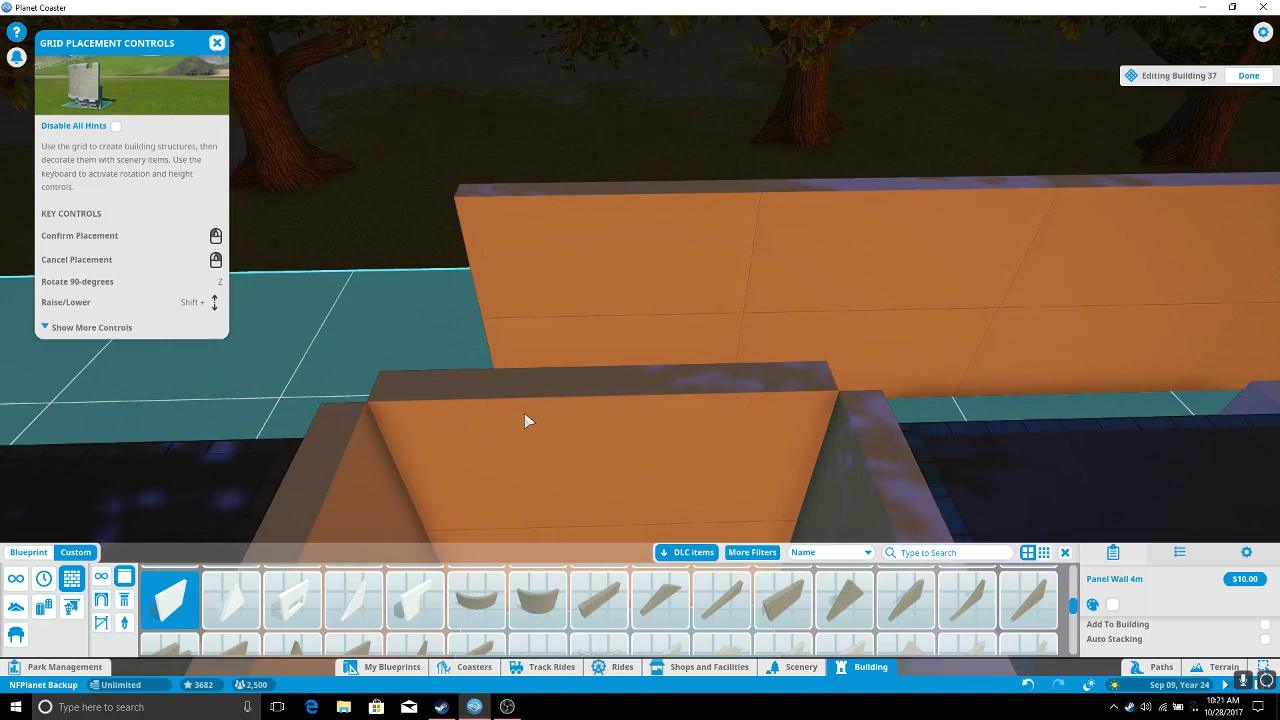 Planet Coaster
GRID PLACEMENT CONTROLS
Disable All Hints
Use the grid to create building structures, then
decorate them with scenery items. Use the
keyboard to activate rotation and height
controls.
KEY CONTROLS
Confirm Placement
Cancel Placement
Rotate 90-degrees Z
Raise/Lower Shift +
Show More Controls
Editing Building 37 Done
Blueprint Custom
DLC items More Filters Name Type to Search
Panel Wall 4m $10.00
Add To Building
Auto Stacking
Park Management My Blueprints Coasters Track Rides Rides Shops and Facilities Scenery Building Paths Terrain
NFPlanet Backup Unlimited 3682 2,500 Sep 09, Year 24
Type here to search
10:21 AM
10/28/2017